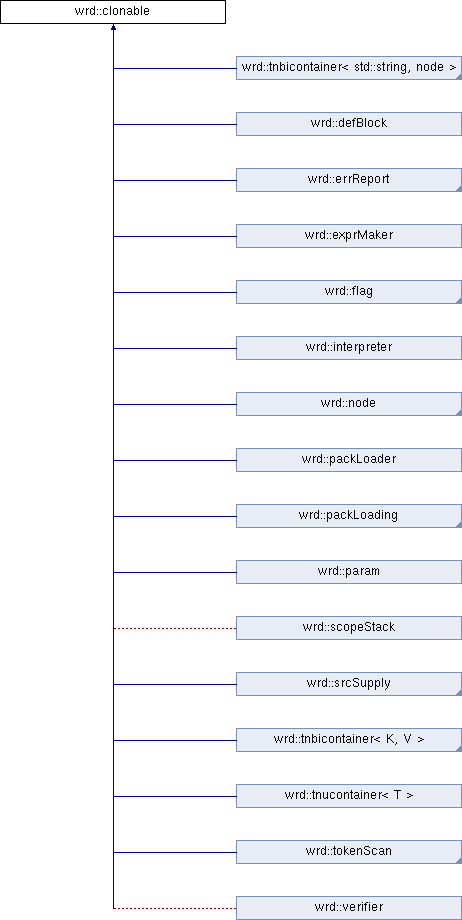 wrd::clonable
wrd::tnbicontainer< std::string, node >
wrd::defBlock
wrd::errReport
wrd::exprMaker
wrd::flag
wrd::interpreter
wrd::node
wrd::packLoader
wrd::packLoading
wrd::param
wrd::scopeStack
wrd::srcSupply
wrd::tnbicontainer< K, V >
wrd::tnucontainer< T >
wrd::tokenScan
wrd::verifier